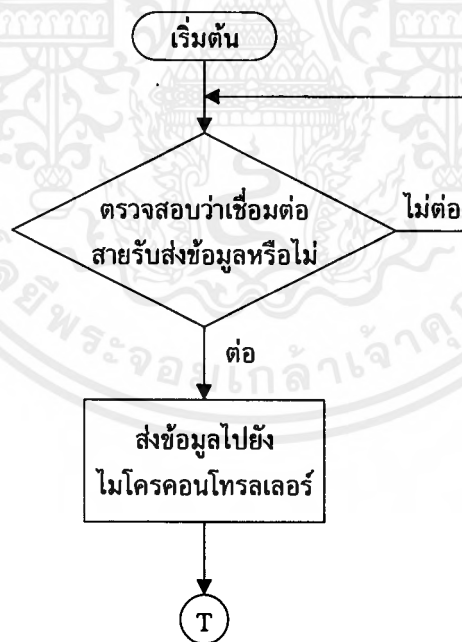 เริ่มต้น
ตรวจสอบว่าเชื่อมต่อ
สายรับส่งข้อมูลหรือไม่
ไม่ต่อ
ต่อ
ส่งข้อมูลไปยัง
ไมโครคอนโทรลเลอร์
T